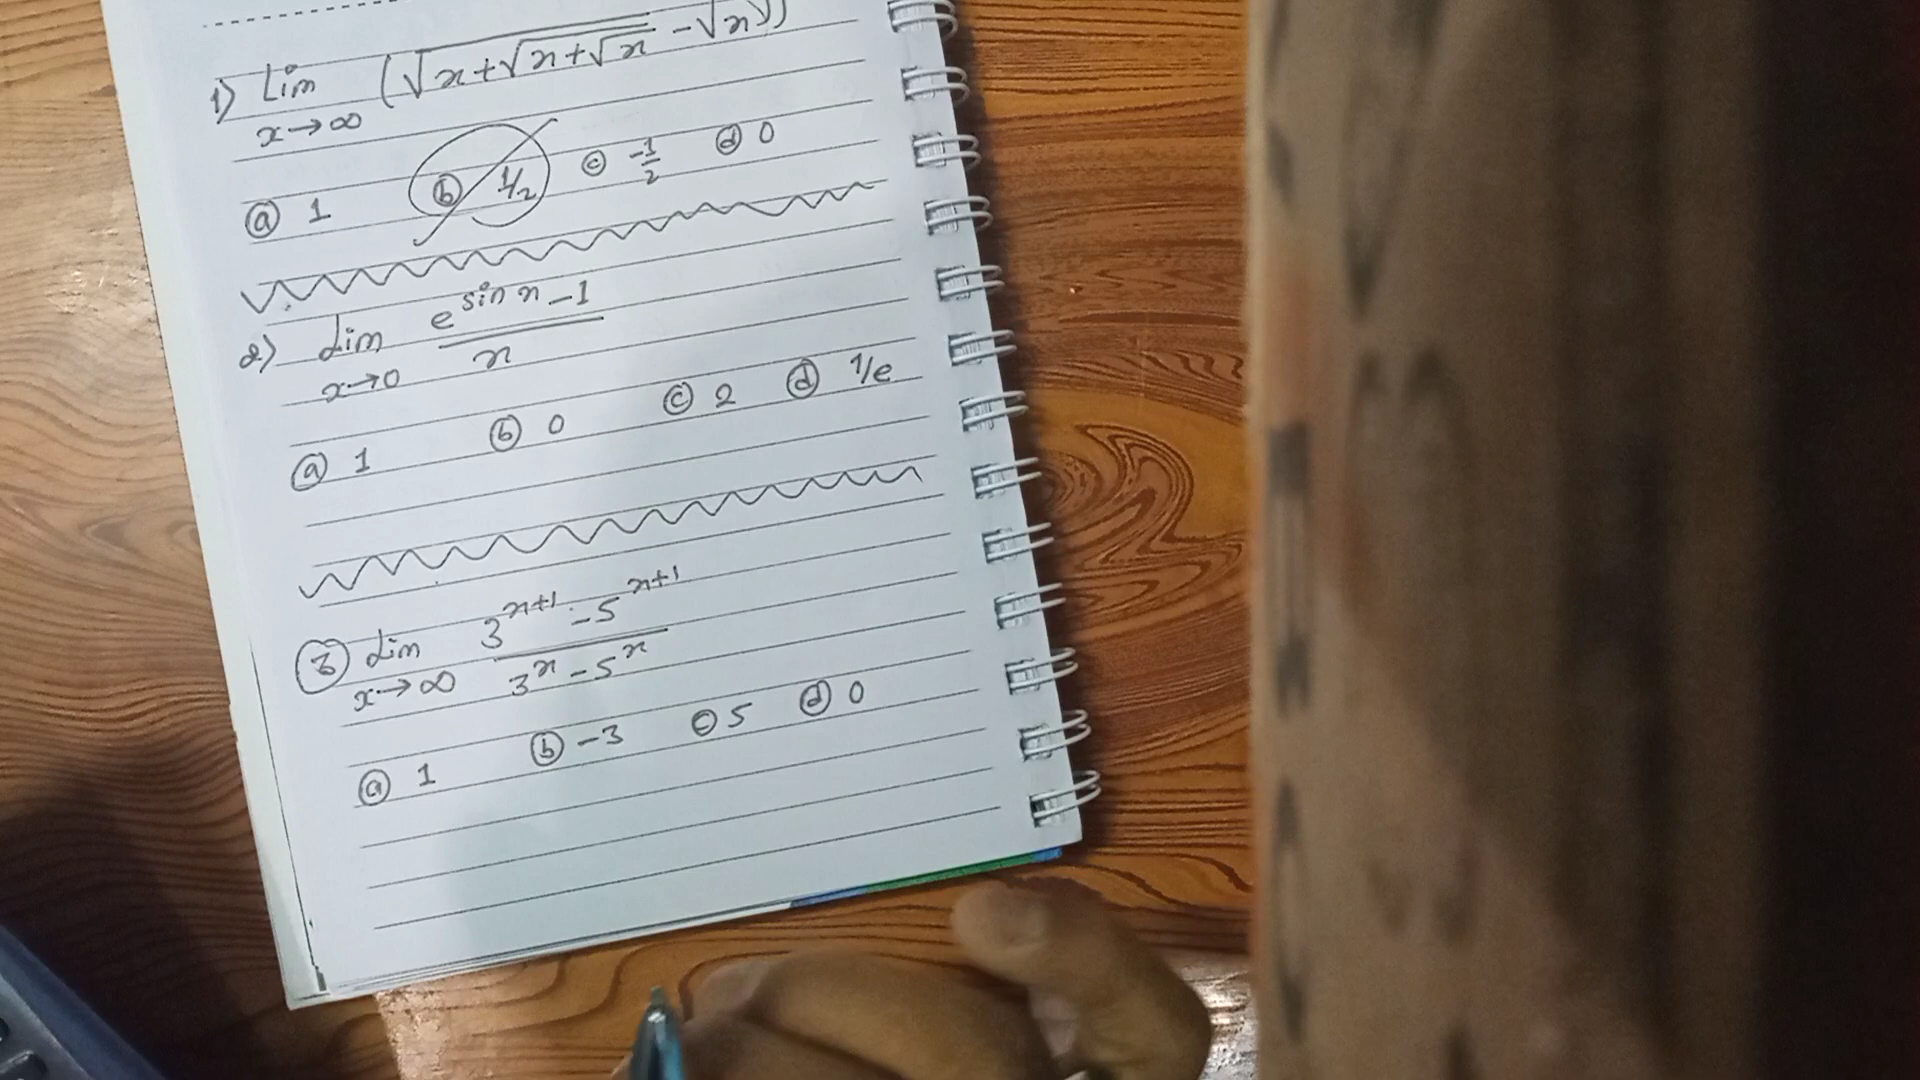 1) Lim (√x+√x+√x - √x))
x→∞
ⓐ 1 ⓑ 1/2 ⓒ -1/2 ⓓ 0
2) Lim e^sin x - 1 / x
x→0
ⓐ 1 ⓑ 0 ⓒ 2 ⓓ 1/e
③ Lim 3^x+1 - 5^x+1 / 3^x - 5^x
x→∞
ⓐ 1 ⓑ -3 ⓒ 5 ⓓ 0